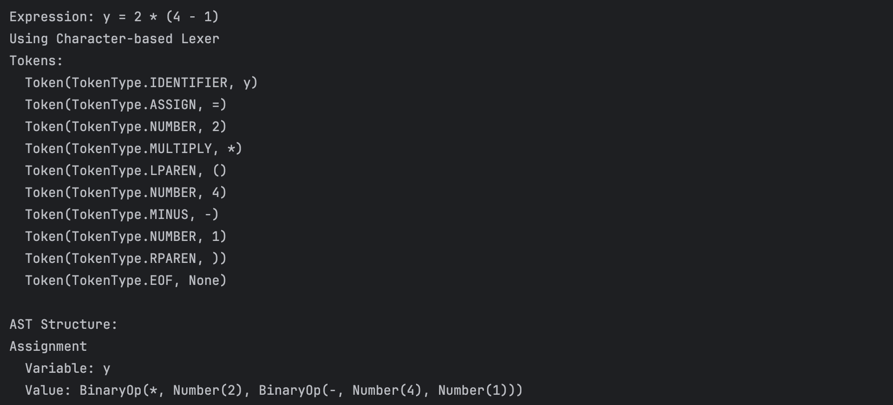 Expression: y = 2 * (4 - 1)
Using Character-based Lexer
Tokens:
  Token(TokenType.IDENTIFIER, y)
  Token(TokenType.ASSIGN, =)
  Token(TokenType.NUMBER, 2)
  Token(TokenType.MULTIPLY, *)
  Token(TokenType.LPAREN, ()
  Token(TokenType.NUMBER, 4)
  Token(TokenType.MINUS, -)
  Token(TokenType.NUMBER, 1)
  Token(TokenType.RPAREN, ))
  Token(TokenType.EOF, None)

AST Structure:
Assignment
  Variable: y
  Value: BinaryOp(*, Number(2), BinaryOp(-, Number(4), Number(1)))